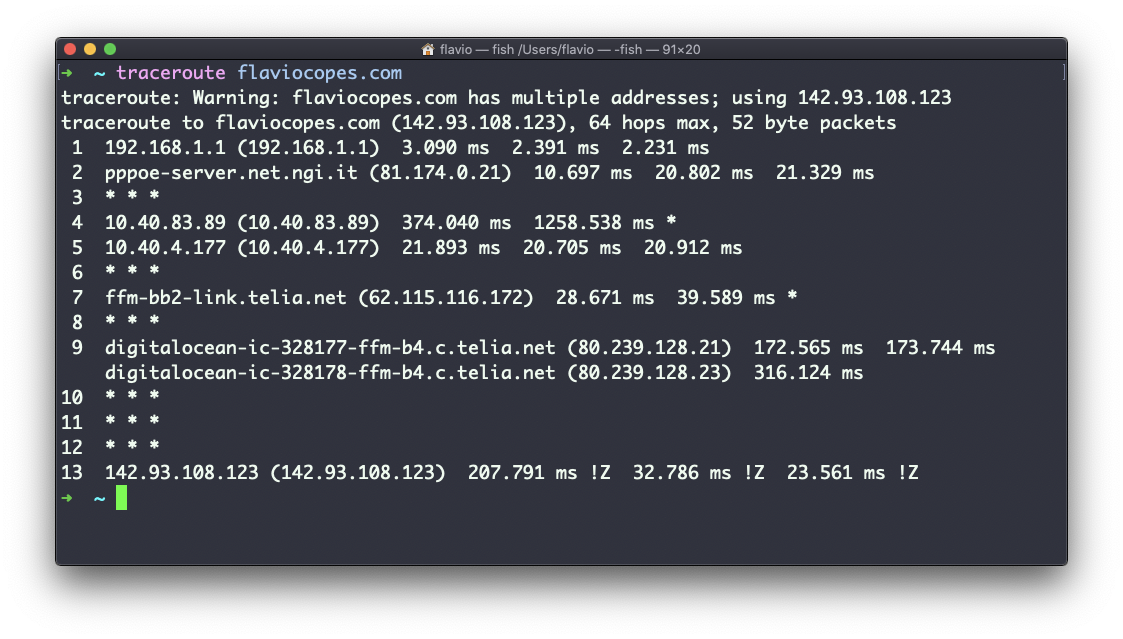 flavio — fish /Users/flavio — -fish — 91×20
➜ ~ traceroute flaviocopes.com
traceroute: Warning: flaviocopes.com has multiple addresses; using 142.93.108.123
traceroute to flaviocopes.com (142.93.108.123), 64 hops max, 52 byte packets
 1  192.168.1.1 (192.168.1.1)  3.090 ms  2.391 ms  2.231 ms
 2  pppoe-server.net.ngi.it (81.174.0.21)  10.697 ms  20.802 ms  21.329 ms
 3  * * *
 4  10.40.83.89 (10.40.83.89)  374.040 ms  1258.538 ms *
 5  10.40.4.177 (10.40.4.177)  21.893 ms  20.705 ms  20.912 ms
 6  * * *
 7  ffm-bb2-link.telia.net (62.115.116.172)  28.671 ms  39.589 ms *
 8  * * *
 9  digitalocean-ic-328177-ffm-b4.c.telia.net (80.239.128.21)  172.565 ms  173.744 ms
    digitalocean-ic-328178-ffm-b4.c.telia.net (80.239.128.23)  316.124 ms
10  * * *
11  * * *
12  * * *
13  142.93.108.123 (142.93.108.123)  207.791 ms !Z  32.786 ms !Z  23.561 ms !Z
➜ ~